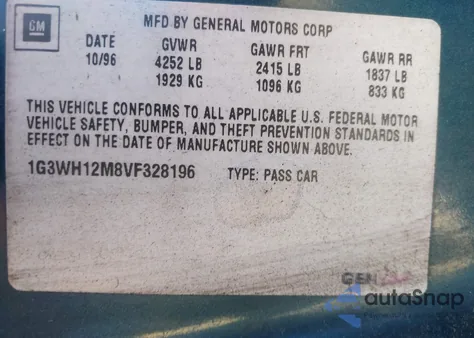 GM
MFD BY GENERAL MOTORS CORP
DATE GVWR GAWR FRT GAWR RR
10/96 4252 LB 2415 LB 1837 LB
1929 KG 1096 KG 833 KG
THIS VEHICLE CONFORMS TO ALL APPLICABLE U.S. FEDERAL MOTOR
VEHICLE SAFETY, BUMPER, AND THEFT PREVENTION STANDARDS IN
EFFECT ON THE DATE OF MANUFACTURE SHOWN ABOVE.
1G3WH12M8VF328196 TYPE: PASS CAR
autoSnap